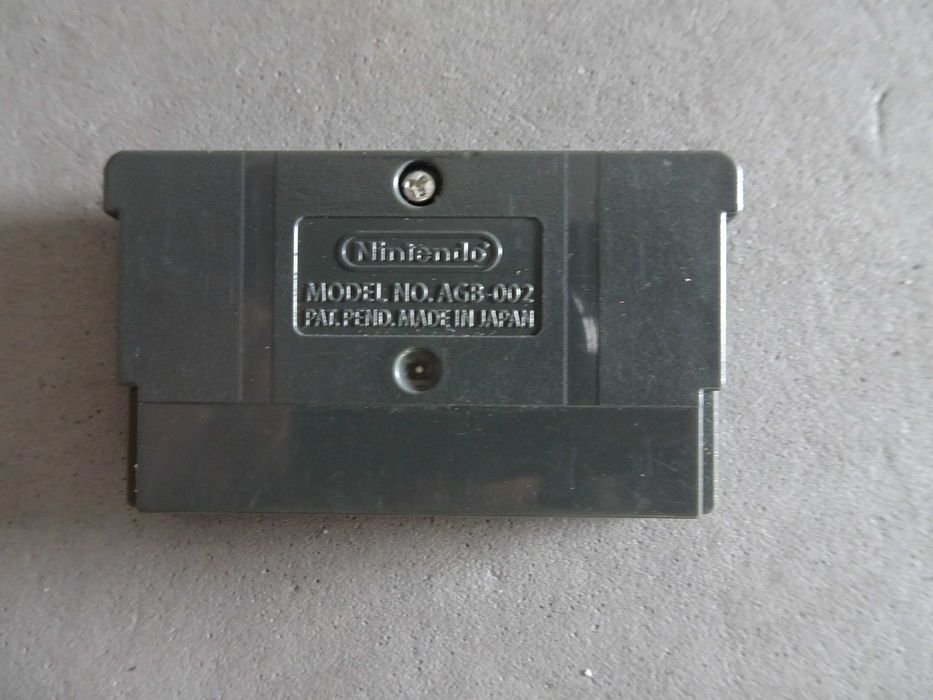 Nintendo®
MODEL NO. AGB-002
PAT. PEND. MADE IN JAPAN